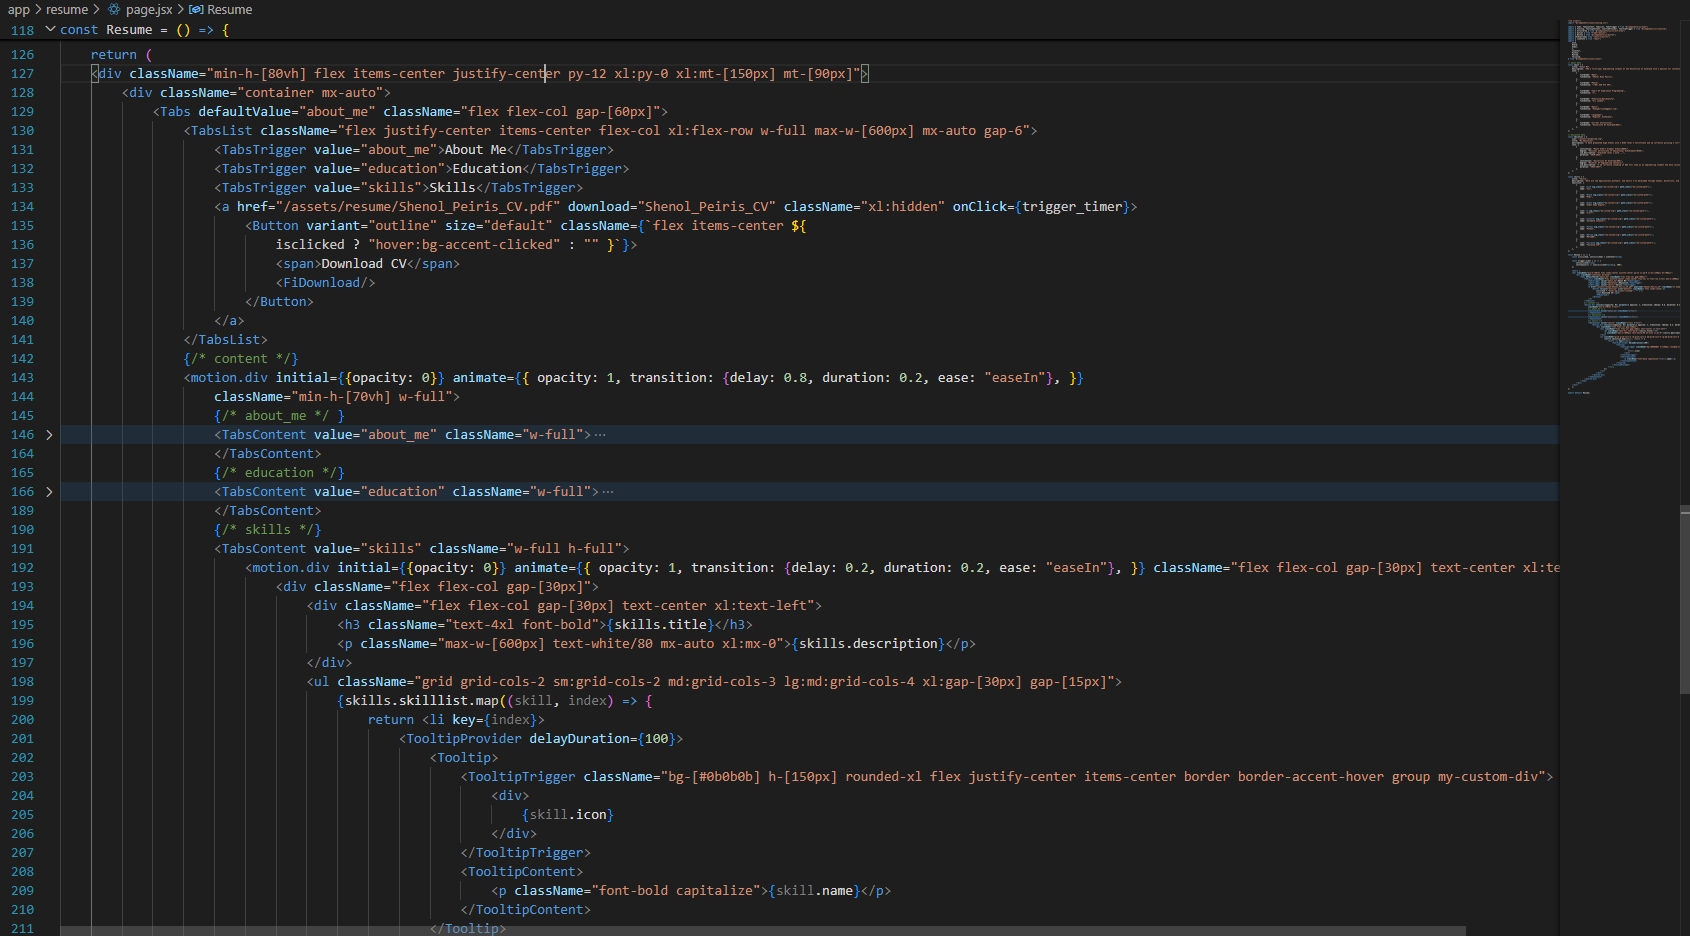 app > resume > page.jsx > Resume
118 const Resume = () => {
126 return (
127 <div className="min-h-[80vh] flex items-center justify-center py-12 xl:py-0 xl:mt-[150px] mt-[90px]">
128 <div className="container mx-auto">
129 <Tabs defaultValue="about_me" className="flex flex-col gap-[60px]">
130 <TabsList className="flex justify-center items-center flex-col xl:flex-row w-full max-w-[600px] mx-auto gap-6">
131 <TabsTrigger value="about_me">About Me</TabsTrigger>
132 <TabsTrigger value="education">Education</TabsTrigger>
133 <TabsTrigger value="skills">Skills</TabsTrigger>
134 <a href="/assets/resume/Shenol_Peiris_CV.pdf" download="Shenol_Peiris_CV" className="xl:hidden" onClick={trigger_timer}>
135 <Button variant="outline" size="default" className={`flex items-center ${
136 isclicked ? "hover:bg-accent-clicked" : "" }`}>
137 <span>Download CV</span>
138 <FiDownload/>
139 </Button>
140 </a>
141 </TabsList>
142 {/* content */}
143 <motion.div initial={{opacity: 0}} animate={{ opacity: 1, transition: {delay: 0.8, duration: 0.2, ease: "easeIn"}, }}
144 className="min-h-[70vh] w-full">
145 {/* about_me */ }
146 <TabsContent value="about_me" className="w-full">⋯
164 </TabsContent>
165 {/* education */}
166 <TabsContent value="education" className="w-full">⋯
189 </TabsContent>
190 {/* skills */}
191 <TabsContent value="skills" className="w-full h-full">
192 <motion.div initial={{opacity: 0}} animate={{ opacity: 1, transition: {delay: 0.2, duration: 0.2, ease: "easeIn"}, }} className="flex flex-col gap-[30px] text-center xl:te
193 <div className="flex flex-col gap-[30px]">
194 <div className="flex flex-col gap-[30px] text-center xl:text-left">
195 <h3 className="text-4xl font-bold">{skills.title}</h3>
196 <p className="max-w-[600px] text-white/80 mx-auto xl:mx-0">{skills.description}</p>
197 </div>
198 <ul className="grid grid-cols-2 sm:grid-cols-2 md:grid-cols-3 lg:md:grid-cols-4 xl:gap-[30px] gap-[15px]">
199 {skills.skilllist.map((skill, index) => {
200 return <li key={index}>
201 <TooltipProvider delayDuration={100}>
202 <Tooltip>
203 <TooltipTrigger className="bg-[#0b0b0b] h-[150px] rounded-xl flex justify-center items-center border border-accent-hover group my-custom-div">
204 <div>
205 {skill.icon}
206 </div>
207 </TooltipTrigger>
208 <TooltipContent>
209 <p className="font-bold capitalize">{skill.name}</p>
210 </TooltipContent>
211 </Tooltip>